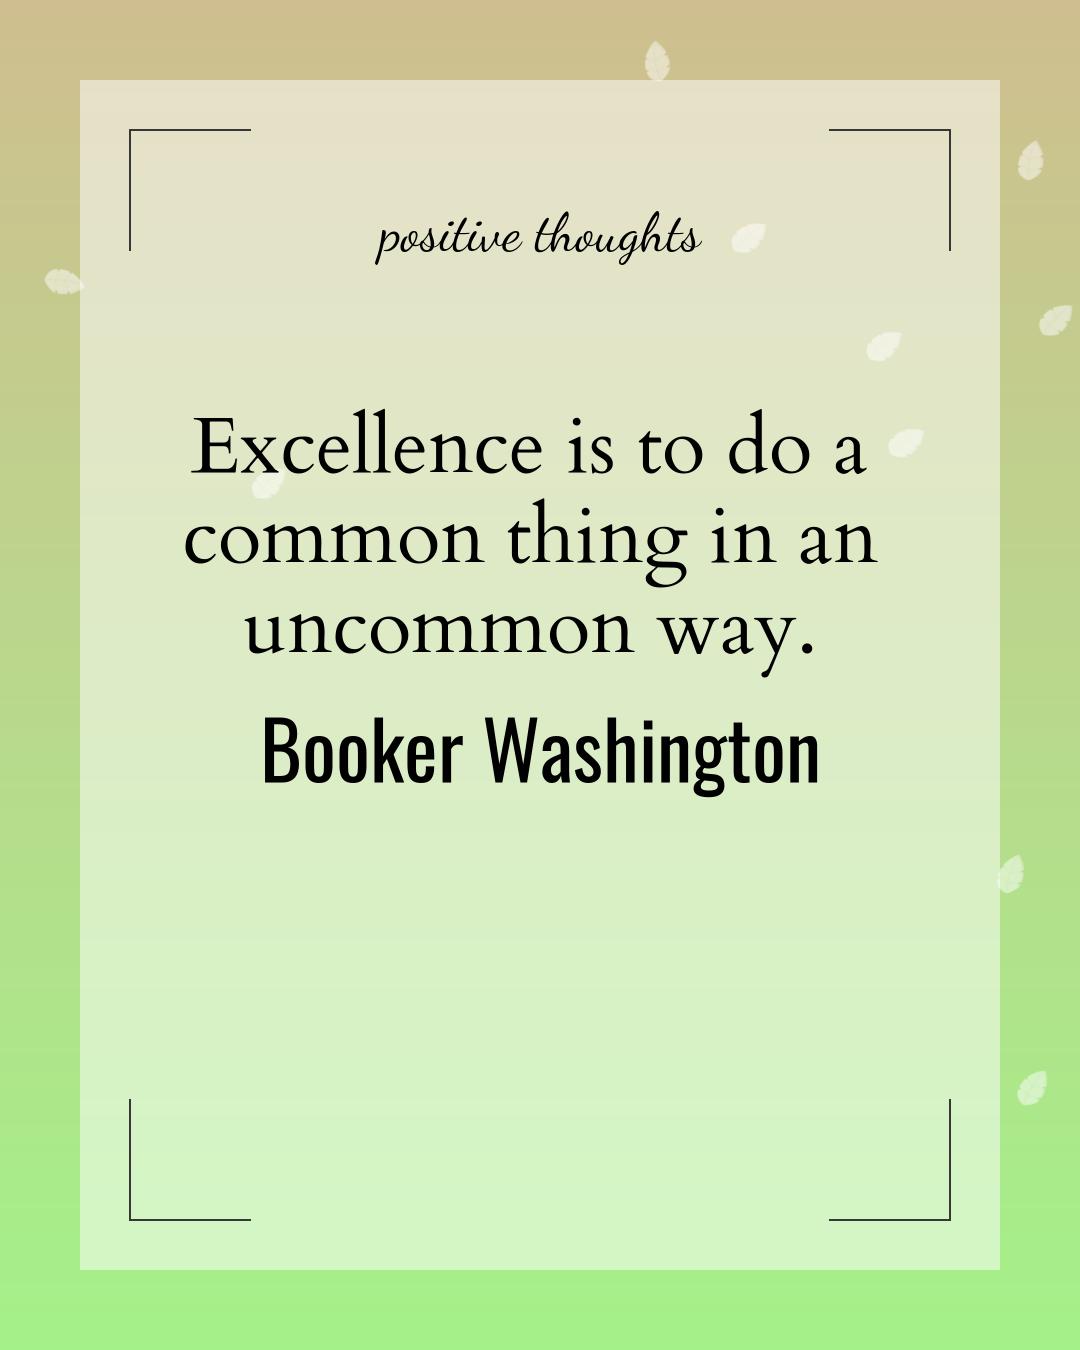 positive thoughts
Excellence is to do a
common thing in an
uncommon way.
Booker Washington